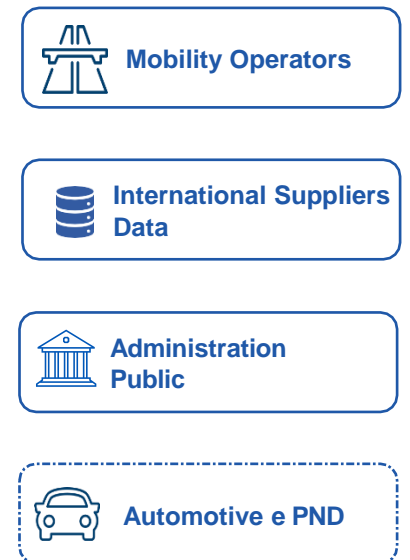 Mobility Operators
International Suppliers
Data
Administration
Public
Automotive e PND